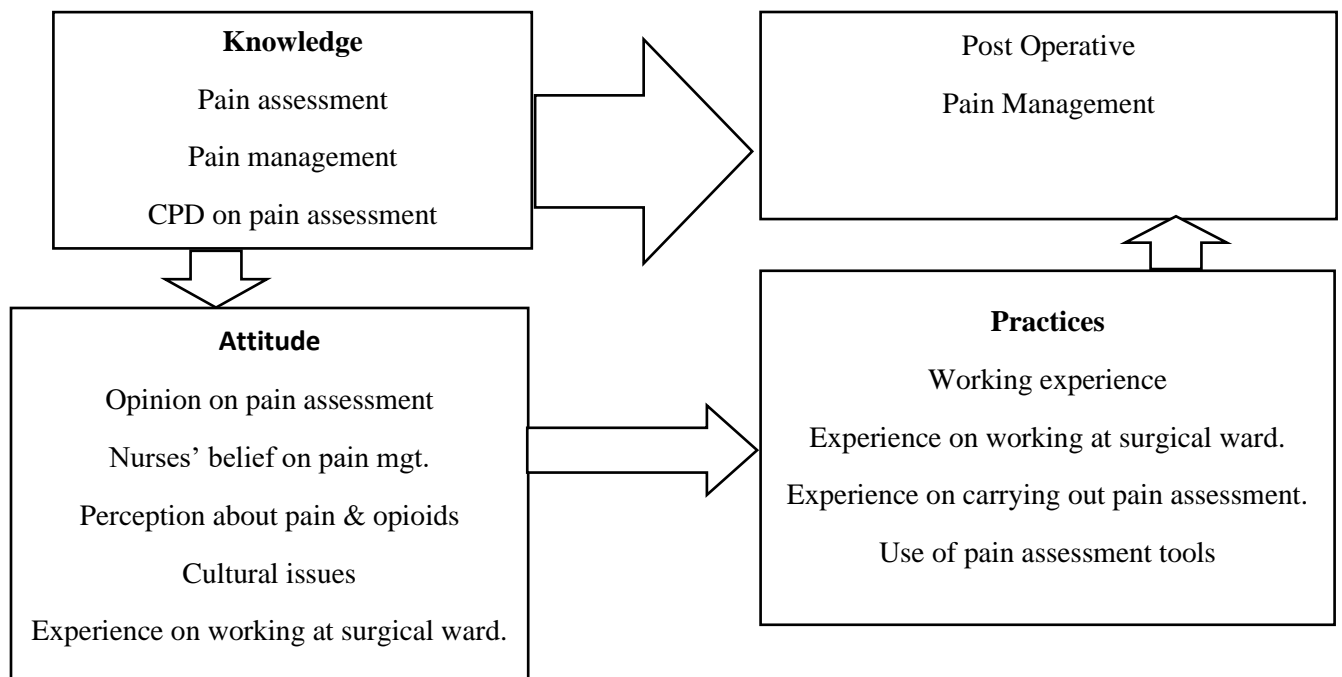 Knowledge
Pain assessment
Pain management
CPD on pain assessment
Post Operative
Pain Management
Attitude
Opinion on pain assessment
Nurses’ belief on pain mgt.
Perception about pain & opioids
Cultural issues
Experience on working at surgical ward.
Practices
Working experience
Experience on working at surgical ward.
Experience on carrying out pain assessment.
Use of pain assessment tools